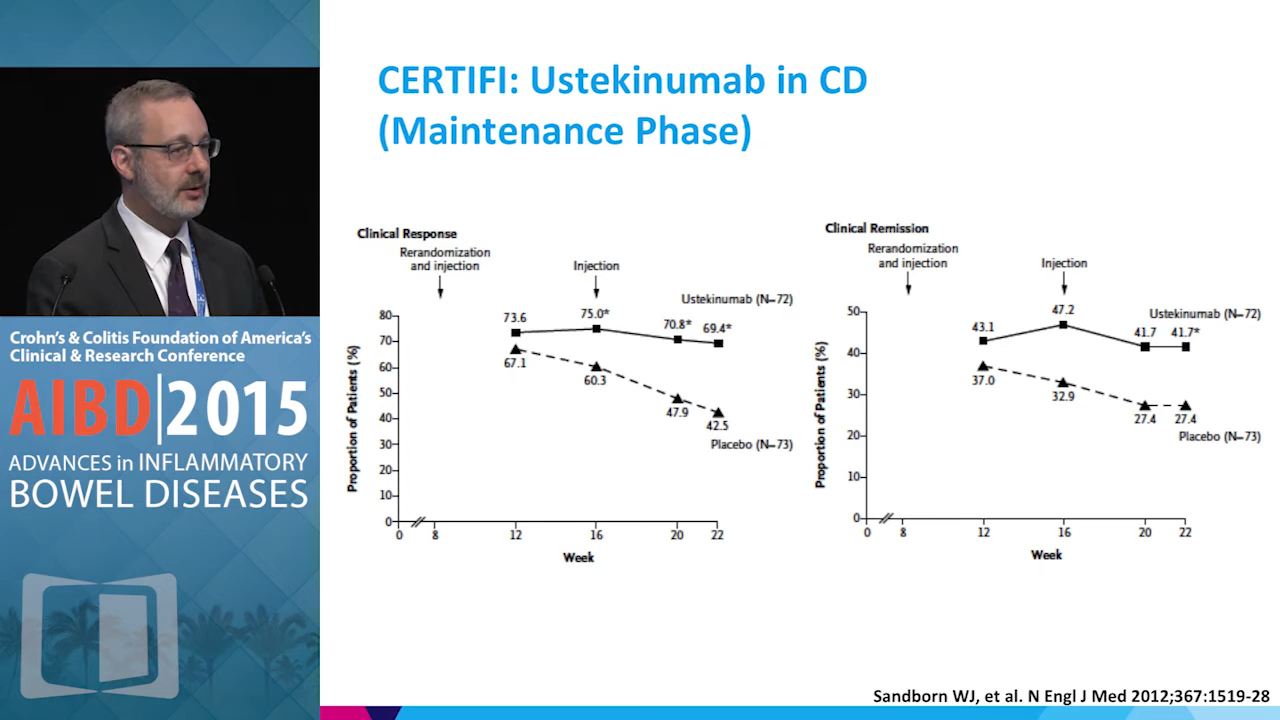 Crohn's & Colitis Foundation of America's
Clinical & Research Conference
AIBD|2015
ADVANCES in INFLAMMATORY
BOWEL DISEASES
CERTIFI: Ustekinumab in CD
(Maintenance Phase)
Clinical Response
Rerandomization
and injection
Injection
Ustekinumab (N=72)
80
70
60
50
40
30
20
10
0
73.6
75.0*
70.8*
69.4*
67.1
60.3
47.9
42.5
Placebo (N=73)
Proportion of Patients (%)
0 8 12 16 20 22
Week
Clinical Remission
Rerandomization
and injection
Injection
Ustekinumab (N=72)
50
40
30
20
10
0
43.1
47.2
41.7
41.7*
37.0
32.9
27.4
27.4
Placebo (N=73)
Proportion of Patients (%)
0 8 12 16 20 22
Week
Sandborn WJ, et al. N Engl J Med 2012;367:1519-28